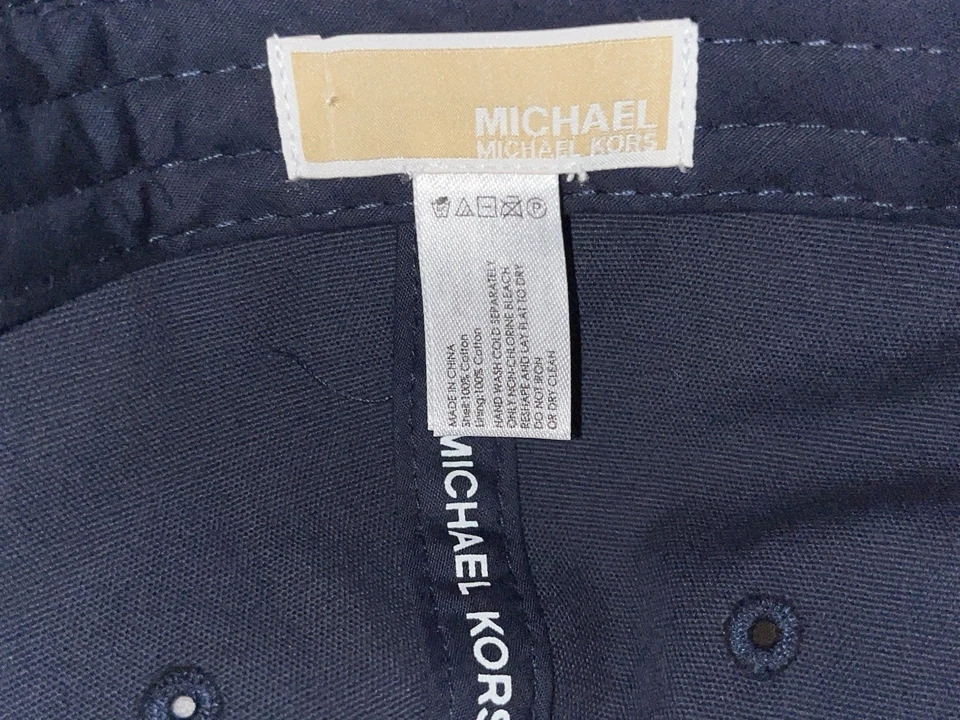 MICHAEL
MICHAEL KORS
MADE IN CHINA
Shell:100% Cotton
Lining:100% Cotton
HAND WASH COLD SEPARATELY
ONLY NON-CHLORINE BLEACH
RESHAPE AND LAY FLAT TO DRY
DO NOT IRON
OR DRY CLEAN
MICHAEL KORS